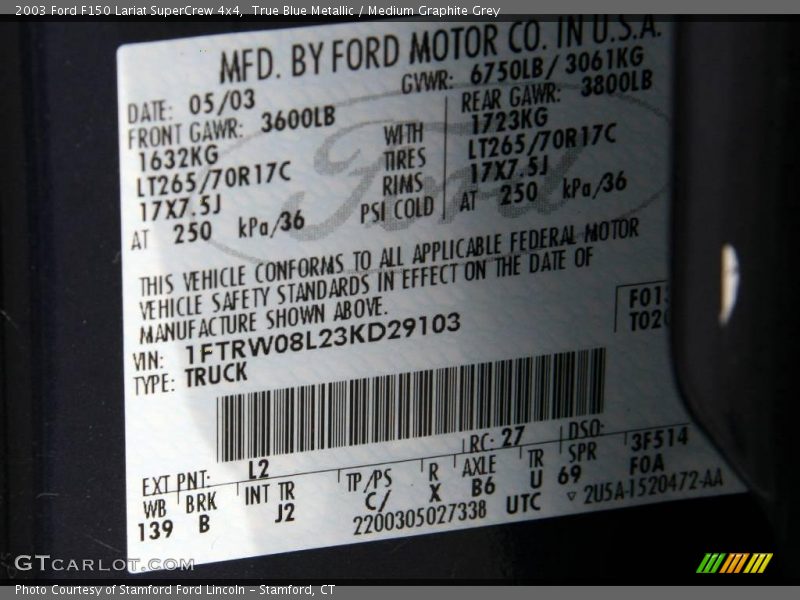 2003 Ford F150 Lariat SuperCrew 4x4, True Blue Metallic / Medium Graphite Grey
MFD. BY FORD MOTOR CO. IN U.S.A.
DATE: 05/03 GVWR: 6750LB/ 3061KG
FRONT GAWR: 3600LB REAR GAWR: 3800LB
1632KG WITH 1723KG
LT265/70R17C TIRES LT265/70R17C
17X7.5J RIMS 17X7.5J
AT 250 kPa/36 PSI COLD AT 250 kPa/36
Ford
THIS VEHICLE CONFORMS TO ALL APPLICABLE FEDERAL MOTOR
VEHICLE SAFETY STANDARDS IN EFFECT ON THE DATE OF
MANUFACTURE SHOWN ABOVE.
VIN: 1FTRW08L23KD29103
TYPE: TRUCK
F01
T02
EXT PNT: L2 RC: 27 DSO:
WB BRK INT TR TP/PS R AXLE TR SPR 3F514
139 B J2 C/ X B6 U 69 F0A
2200305027338 UTC ▽ 2U5A-1520472-AA
GTCARLOT.COM
Photo Courtesy of Stamford Ford Lincoln - Stamford, CT